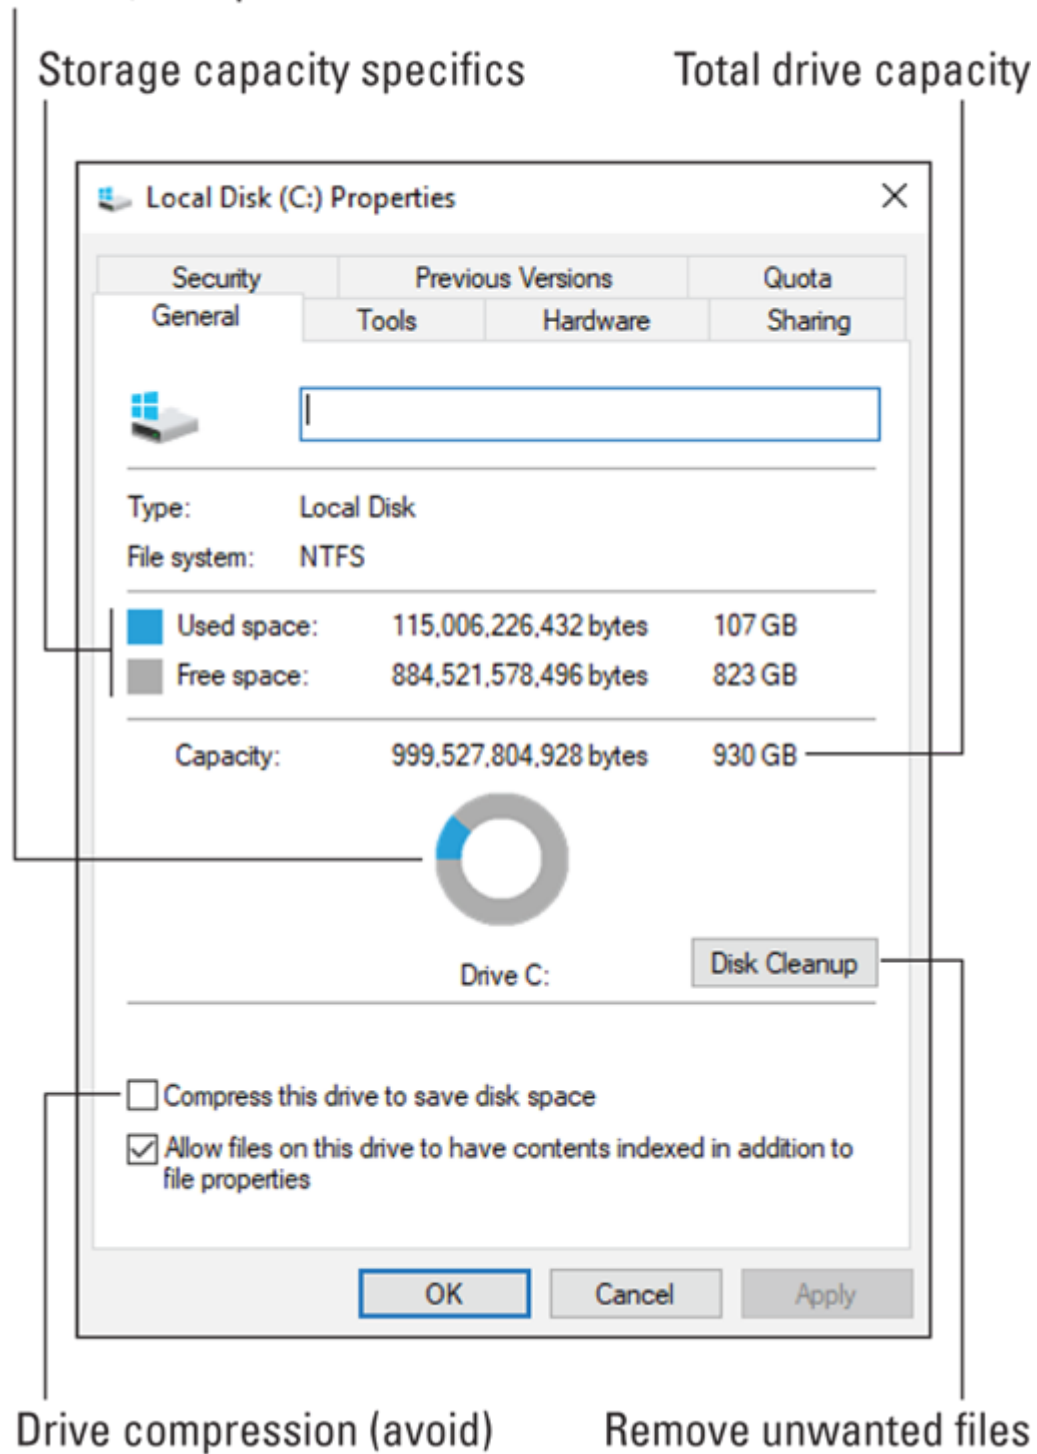 Storage capacity specifics
Total drive capacity
Local Disk (C:) Properties
Security
Previous Versions
Quota
General
Tools
Hardware
Sharing
Type: Local Disk
File system: NTFS
Used space: 115,006,226,432 bytes 107 GB
Free space: 884,521,578,496 bytes 823 GB
Capacity: 999,527,804,928 bytes 930 GB
Drive C:
Disk Cleanup
Compress this drive to save disk space
Allow files on this drive to have contents indexed in addition to
file properties
OK
Cancel
Apply
Drive compression (avoid)
Remove unwanted files